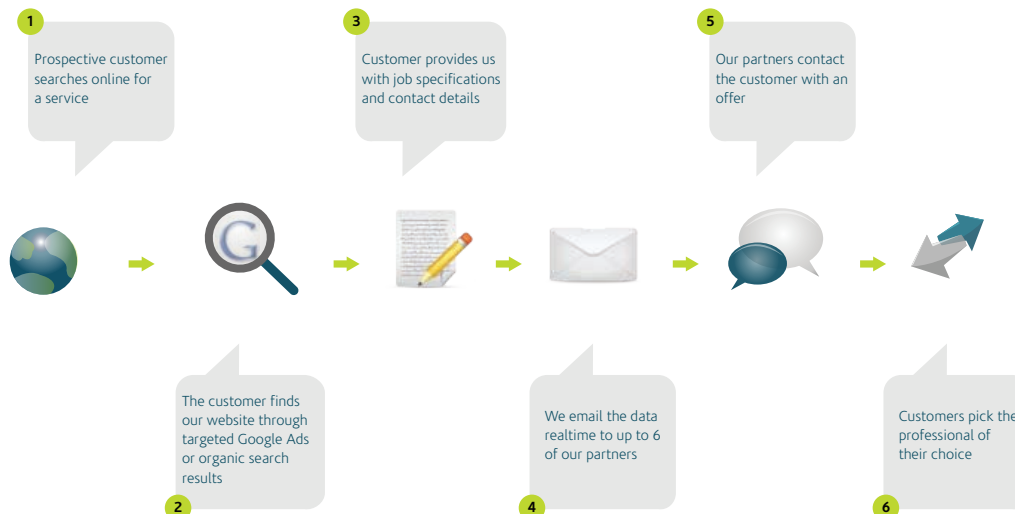 1
Prospective customer
searches online for
a service
G
2
The customer finds
our website through
targeted Google Ads
or organic search
results
3
Customer provides us
with job specifications
and contact details
4
We email the data
realtime to up to 6
of our partners
5
Our partners contact
the customer with an
offer
6
Customers pick the
professional of
their choice